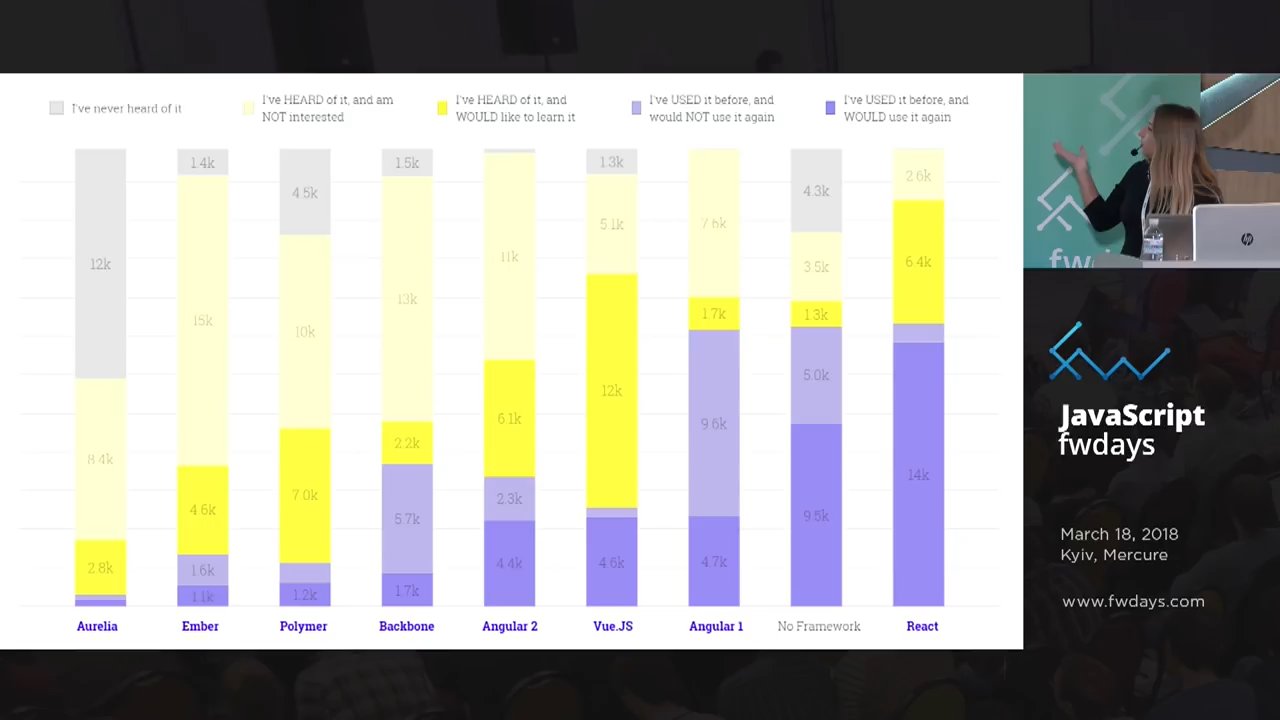 I've never heard of it
I've HEARD of it, and am
NOT interested
I've HEARD of it, and
WOULD like to learn it
I've USED it before, and
would NOT use it again
I've USED it before, and
WOULD use it again
12k
8.4k
2.8k
1.4k
15k
4.6k
1.6k
1.1k
4.5k
10k
7.0k
1.2k
1.5k
13k
2.2k
5.7k
1.7k
11k
6.1k
2.3k
4.4k
1.3k
5.1k
12k
4.6k
7.6k
1.7k
9.6k
4.7k
4.3k
3.5k
1.3k
5.0k
9.5k
2.6k
6.4k
14k
Aurelia
Ember
Polymer
Backbone
Angular 2
Vue.JS
Angular 1
No Framework
React
hp
JavaScript
fwdays
March 18, 2018
Kyiv, Mercure
www.fwdays.com